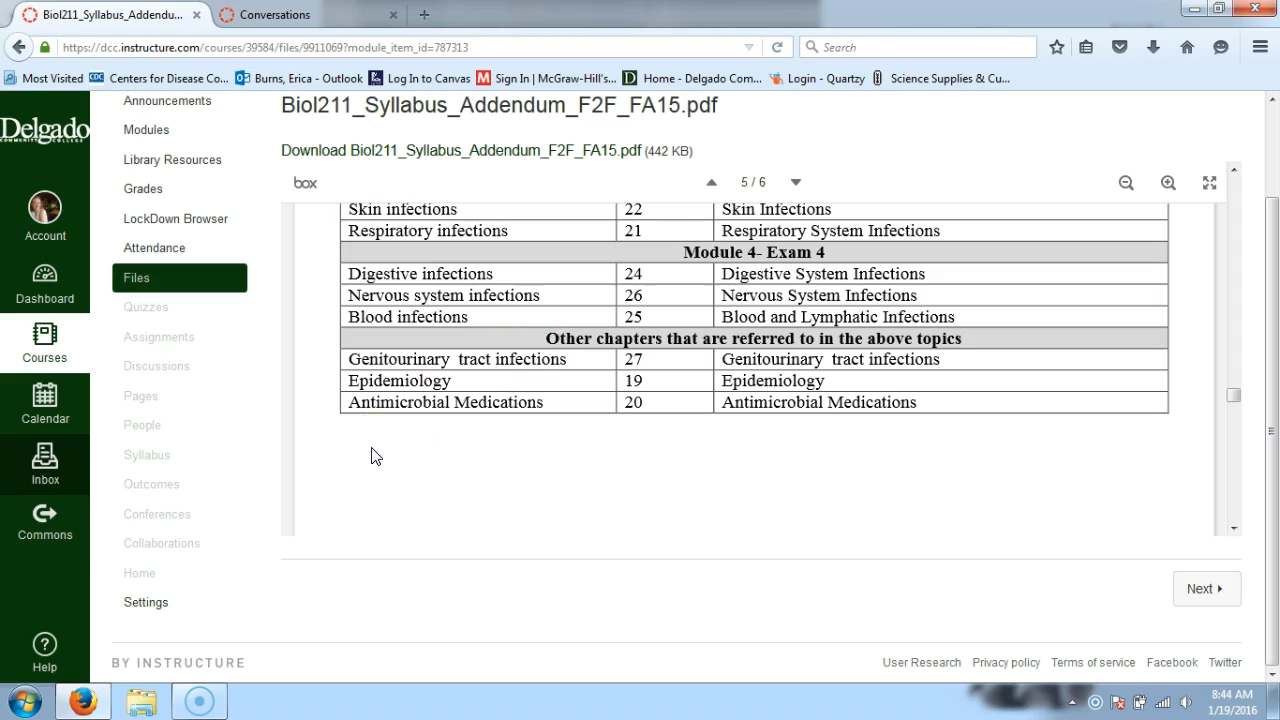 Biol211_Syllabus_Addendu...
Conversations
https://dcc.instructure.com/courses/39584/files/9911069?module_item_id=787313
Search
Most Visited
Centers for Disease Co...
Burns, Erica - Outlook
Log In to Canvas
Sign In | McGraw-Hill's...
Home - Delgado Com...
Login - Quartzy
Science Supplies & Cu...
Delgado
COMMUNITY COLLEGE
Account
Dashboard
Courses
Calendar
Inbox
Commons
Help
Announcements
Modules
Library Resources
Grades
LockDown Browser
Attendance
Files
Quizzes
Assignments
Discussions
Pages
People
Syllabus
Outcomes
Conferences
Collaborations
Home
Settings
Biol211_Syllabus_Addendum_F2F_FA15.pdf
Download Biol211_Syllabus_Addendum_F2F_FA15.pdf (442 KB)
box
5 / 6
Skin infections 22 Skin Infections
Respiratory infections 21 Respiratory System Infections
Module 4- Exam 4
Digestive infections 24 Digestive System Infections
Nervous system infections 26 Nervous System Infections
Blood infections 25 Blood and Lymphatic Infections
Other chapters that are referred to in the above topics
Genitourinary tract infections 27 Genitourinary tract infections
Epidemiology 19 Epidemiology
Antimicrobial Medications 20 Antimicrobial Medications
Next
BY INSTRUCTURE
User Research
Privacy policy
Terms of service
Facebook
Twitter
8:44 AM
1/19/2016